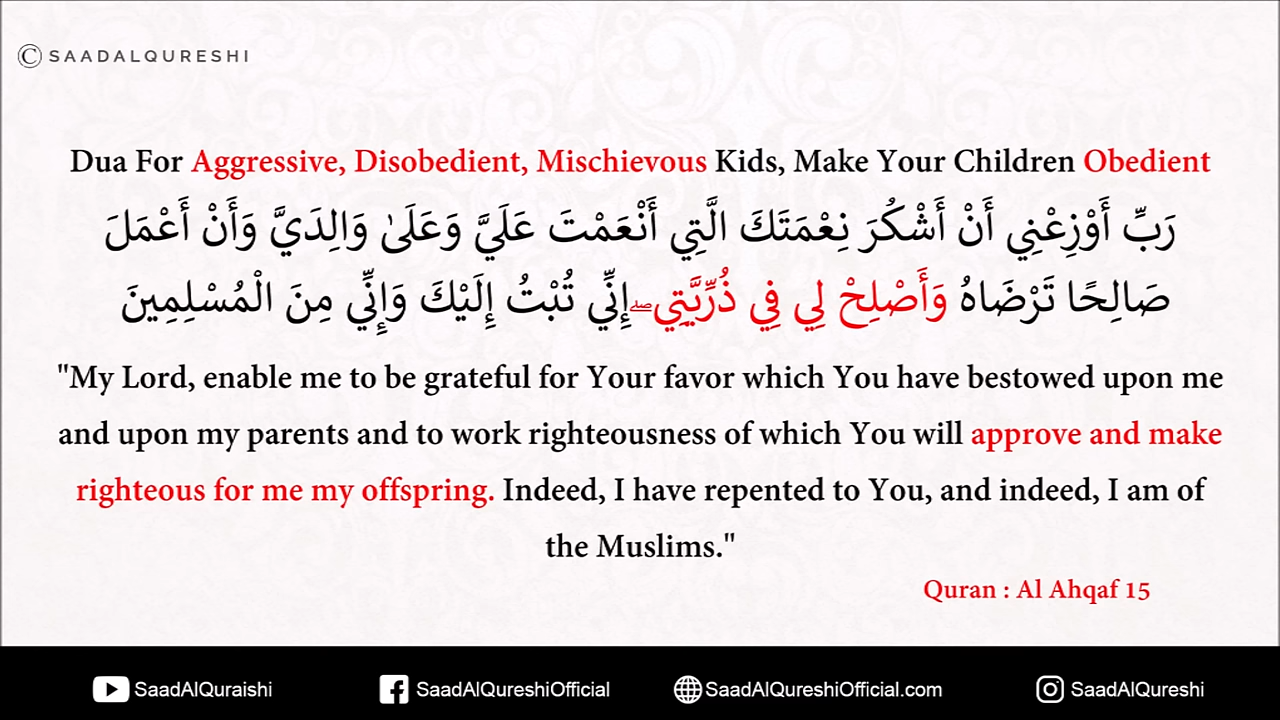 © SAADALQURESHI
Dua For Aggressive, Disobedient, Mischievous Kids, Make Your Children Obedient
رَبِّ أَوْزِعْنِي أَنْ أَشْكُرَ نِعْمَتَكَ الَّتِي أَنْعَمْتَ عَلَيَّ وَعَلَىٰ وَالِدَيَّ وَأَنْ أَعْمَلَ
صَالِحًا تَرْضَاهُ وَأَصْلِحْ لِي فِي ذُرِّيَّتِي ۖ إِنِّي تُبْتُ إِلَيْكَ وَإِنِّي مِنَ الْمُسْلِمِينَ
"My Lord, enable me to be grateful for Your favor which You have bestowed upon me
and upon my parents and to work righteousness of which You will approve and make
righteous for me my offspring. Indeed, I have repented to You, and indeed, I am of
the Muslims."
Quran : Al Ahqaf 15
SaadAlQuraishi SaadAlQureshiOfficial SaadAlQureshiOfficial.com SaadAlQureshi